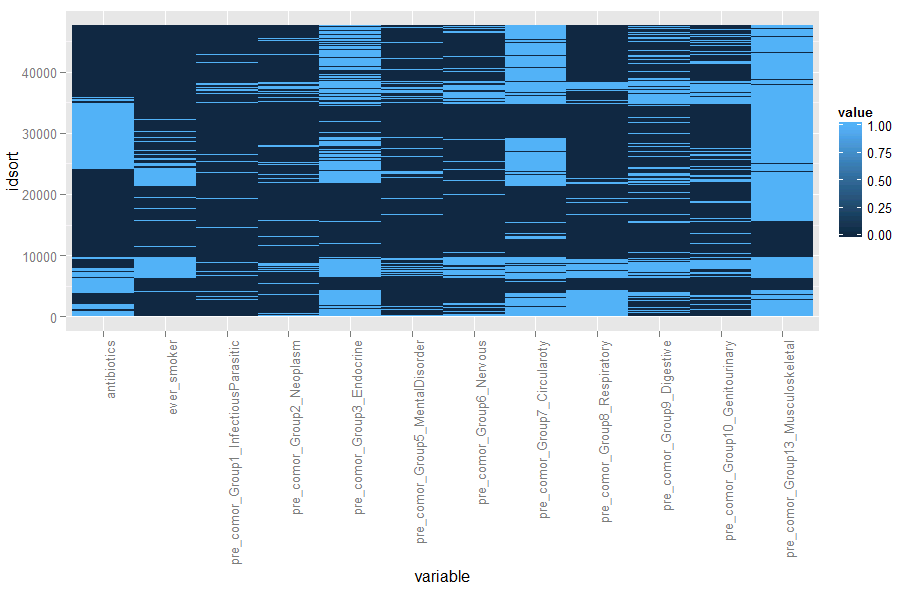 idsort
40000
30000
20000
10000
0
value
1.00
0.75
0.50
0.25
0.00
antibiotics
ever_smoker
pre_comor_Group1_InfectiousParasitic
pre_comor_Group2_Neoplasm
pre_comor_Group3_Endocrine
pre_comor_Group5_MentalDisorder
pre_comor_Group6_Nervous
pre_comor_Group7_Circularoty
pre_comor_Group8_Respiratory
pre_comor_Group9_Digestive
pre_comor_Group10_Genitourinary
pre_comor_Group13_Musculoskeletal
variable